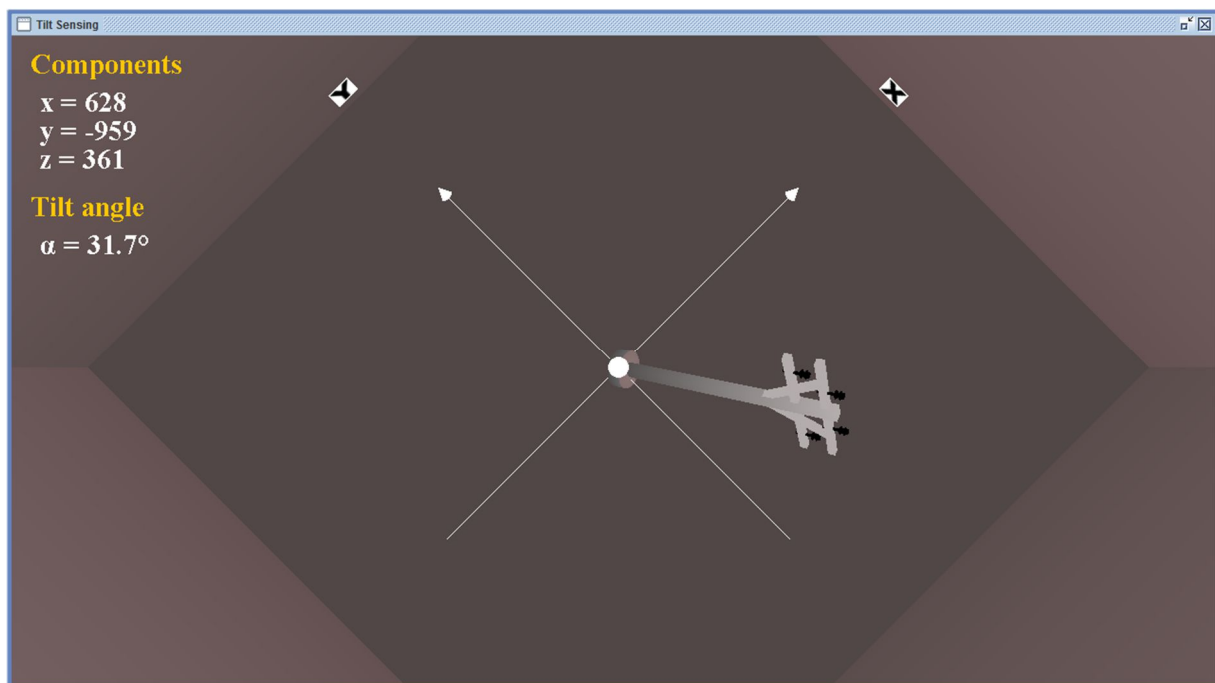 Tilt Sensing
Components
x = 628
y = -959
z = 361
Tilt angle
α = 31.7°
Y
X